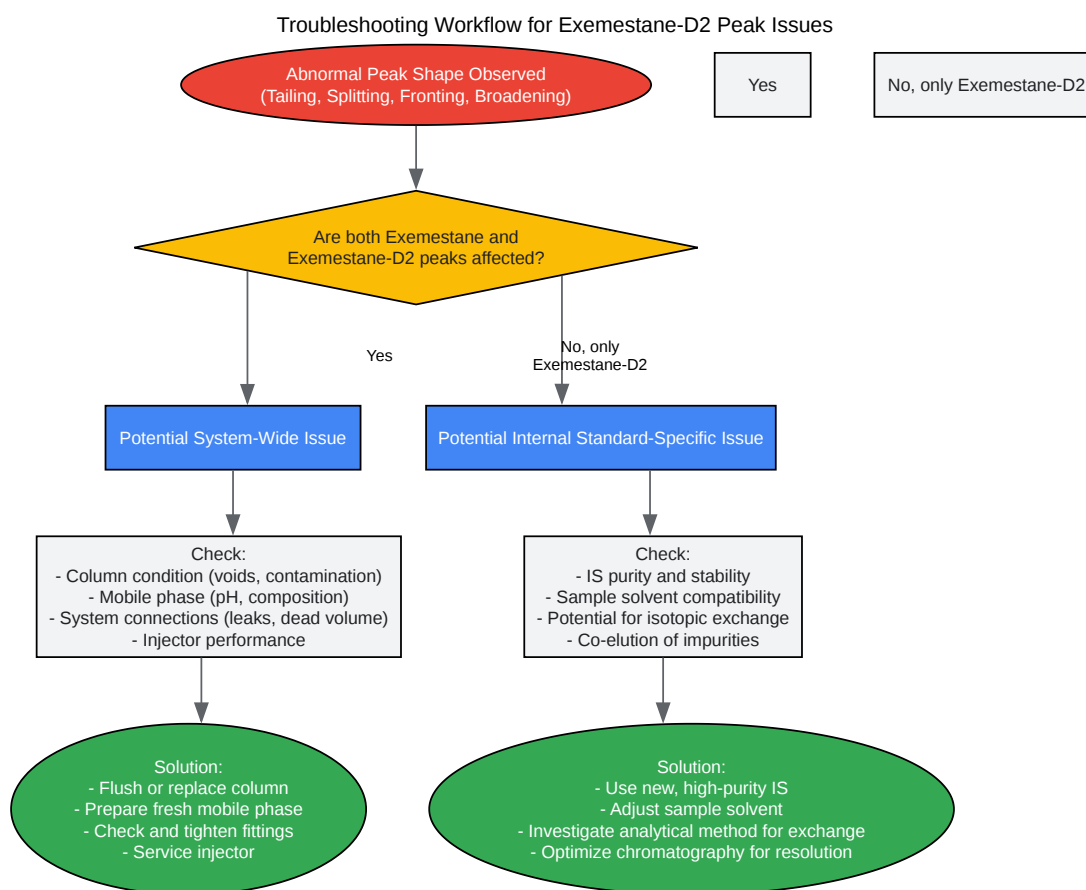 Troubleshooting Workflow for Exemestane-D2 Peak Issues
Abnormal Peak Shape Observed
(Tailing, Splitting, Fronting, Broadening)
Yes
No, only Exemestane-D2
Are both Exemestane and
Exemestane-D2 peaks affected?
Yes
No, only
Exemestane-D2
Potential System-Wide Issue
Potential Internal Standard-Specific Issue
Check:
- Column condition (voids, contamination)
- Mobile phase (pH, composition)
- System connections (leaks, dead volume)
- Injector performance
Check:
- IS purity and stability
- Sample solvent compatibility
- Potential for isotopic exchange
- Co-elution of impurities
Solution:
- Flush or replace column
- Prepare fresh mobile phase
- Check and tighten fittings
- Service injector
Solution:
- Use new, high-purity IS
- Adjust sample solvent
- Investigate analytical method for exchange
- Optimize chromatography for resolution